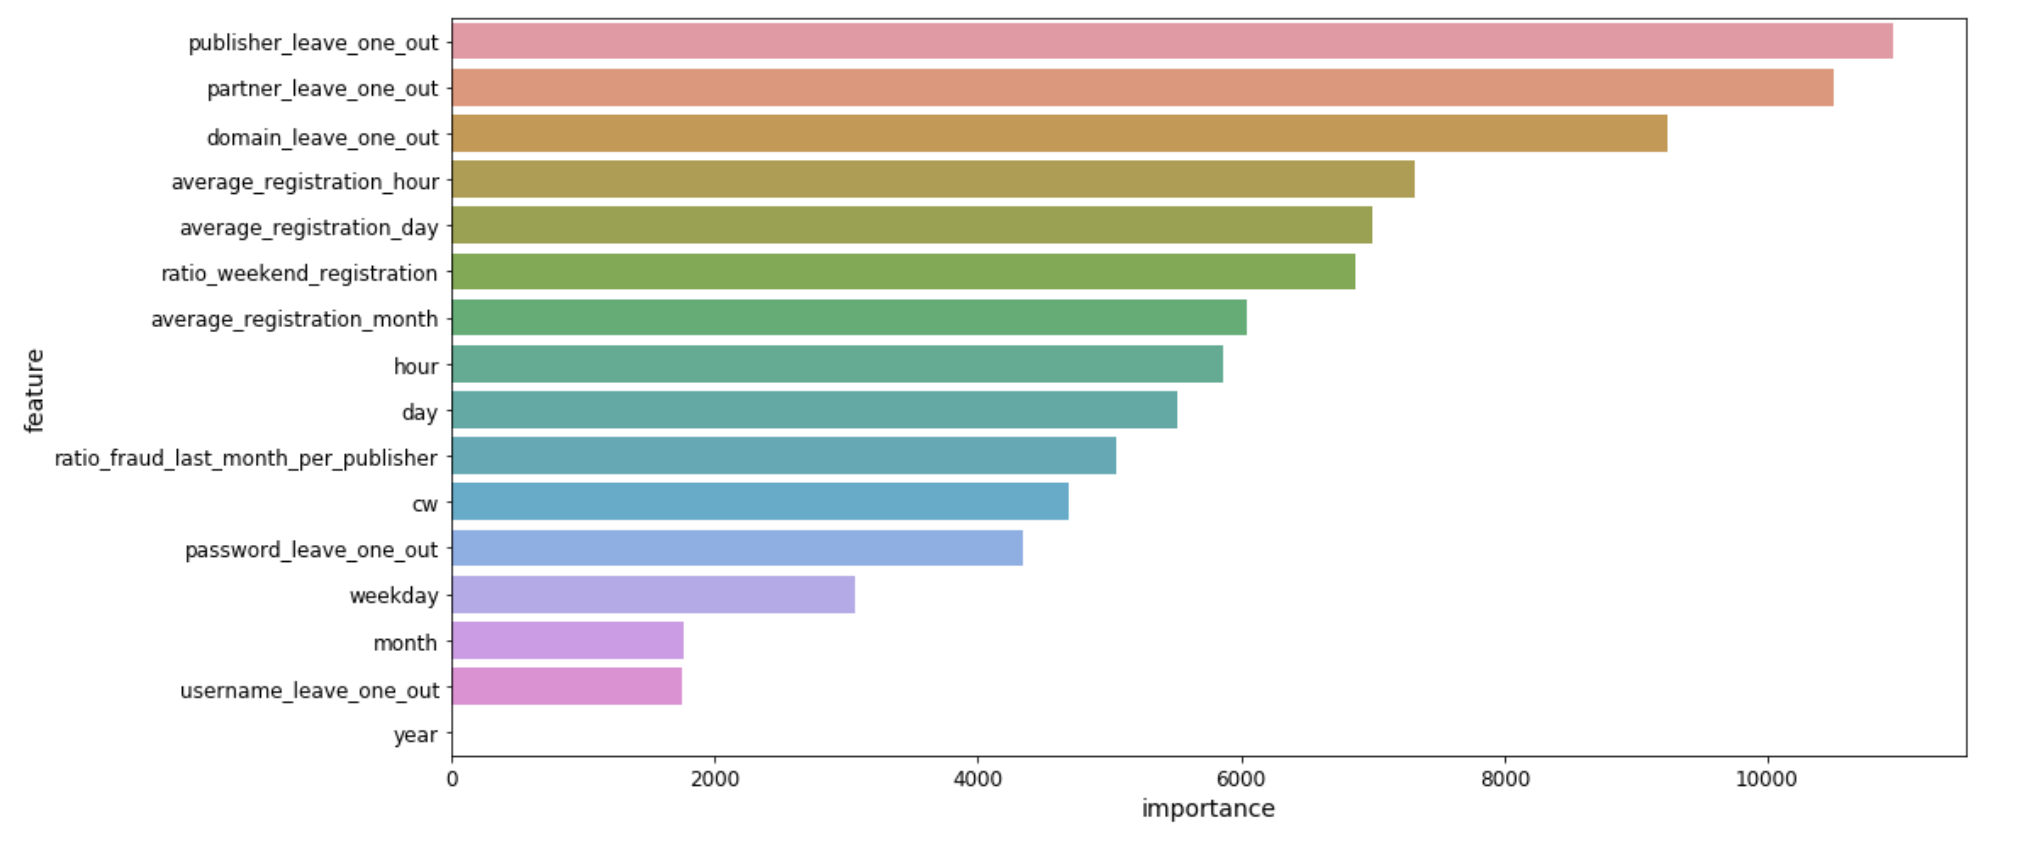 publisher_leave_one_out
partner_leave_one_out
domain_leave_one_out
average_registration_hour
average_registration_day
ratio_weekend_registration
average_registration_month
hour
day
ratio_fraud_last_month_per_publisher
cw
password_leave_one_out
weekday
month
username_leave_one_out
year
feature
0 2000 4000 6000 8000 10000
importance